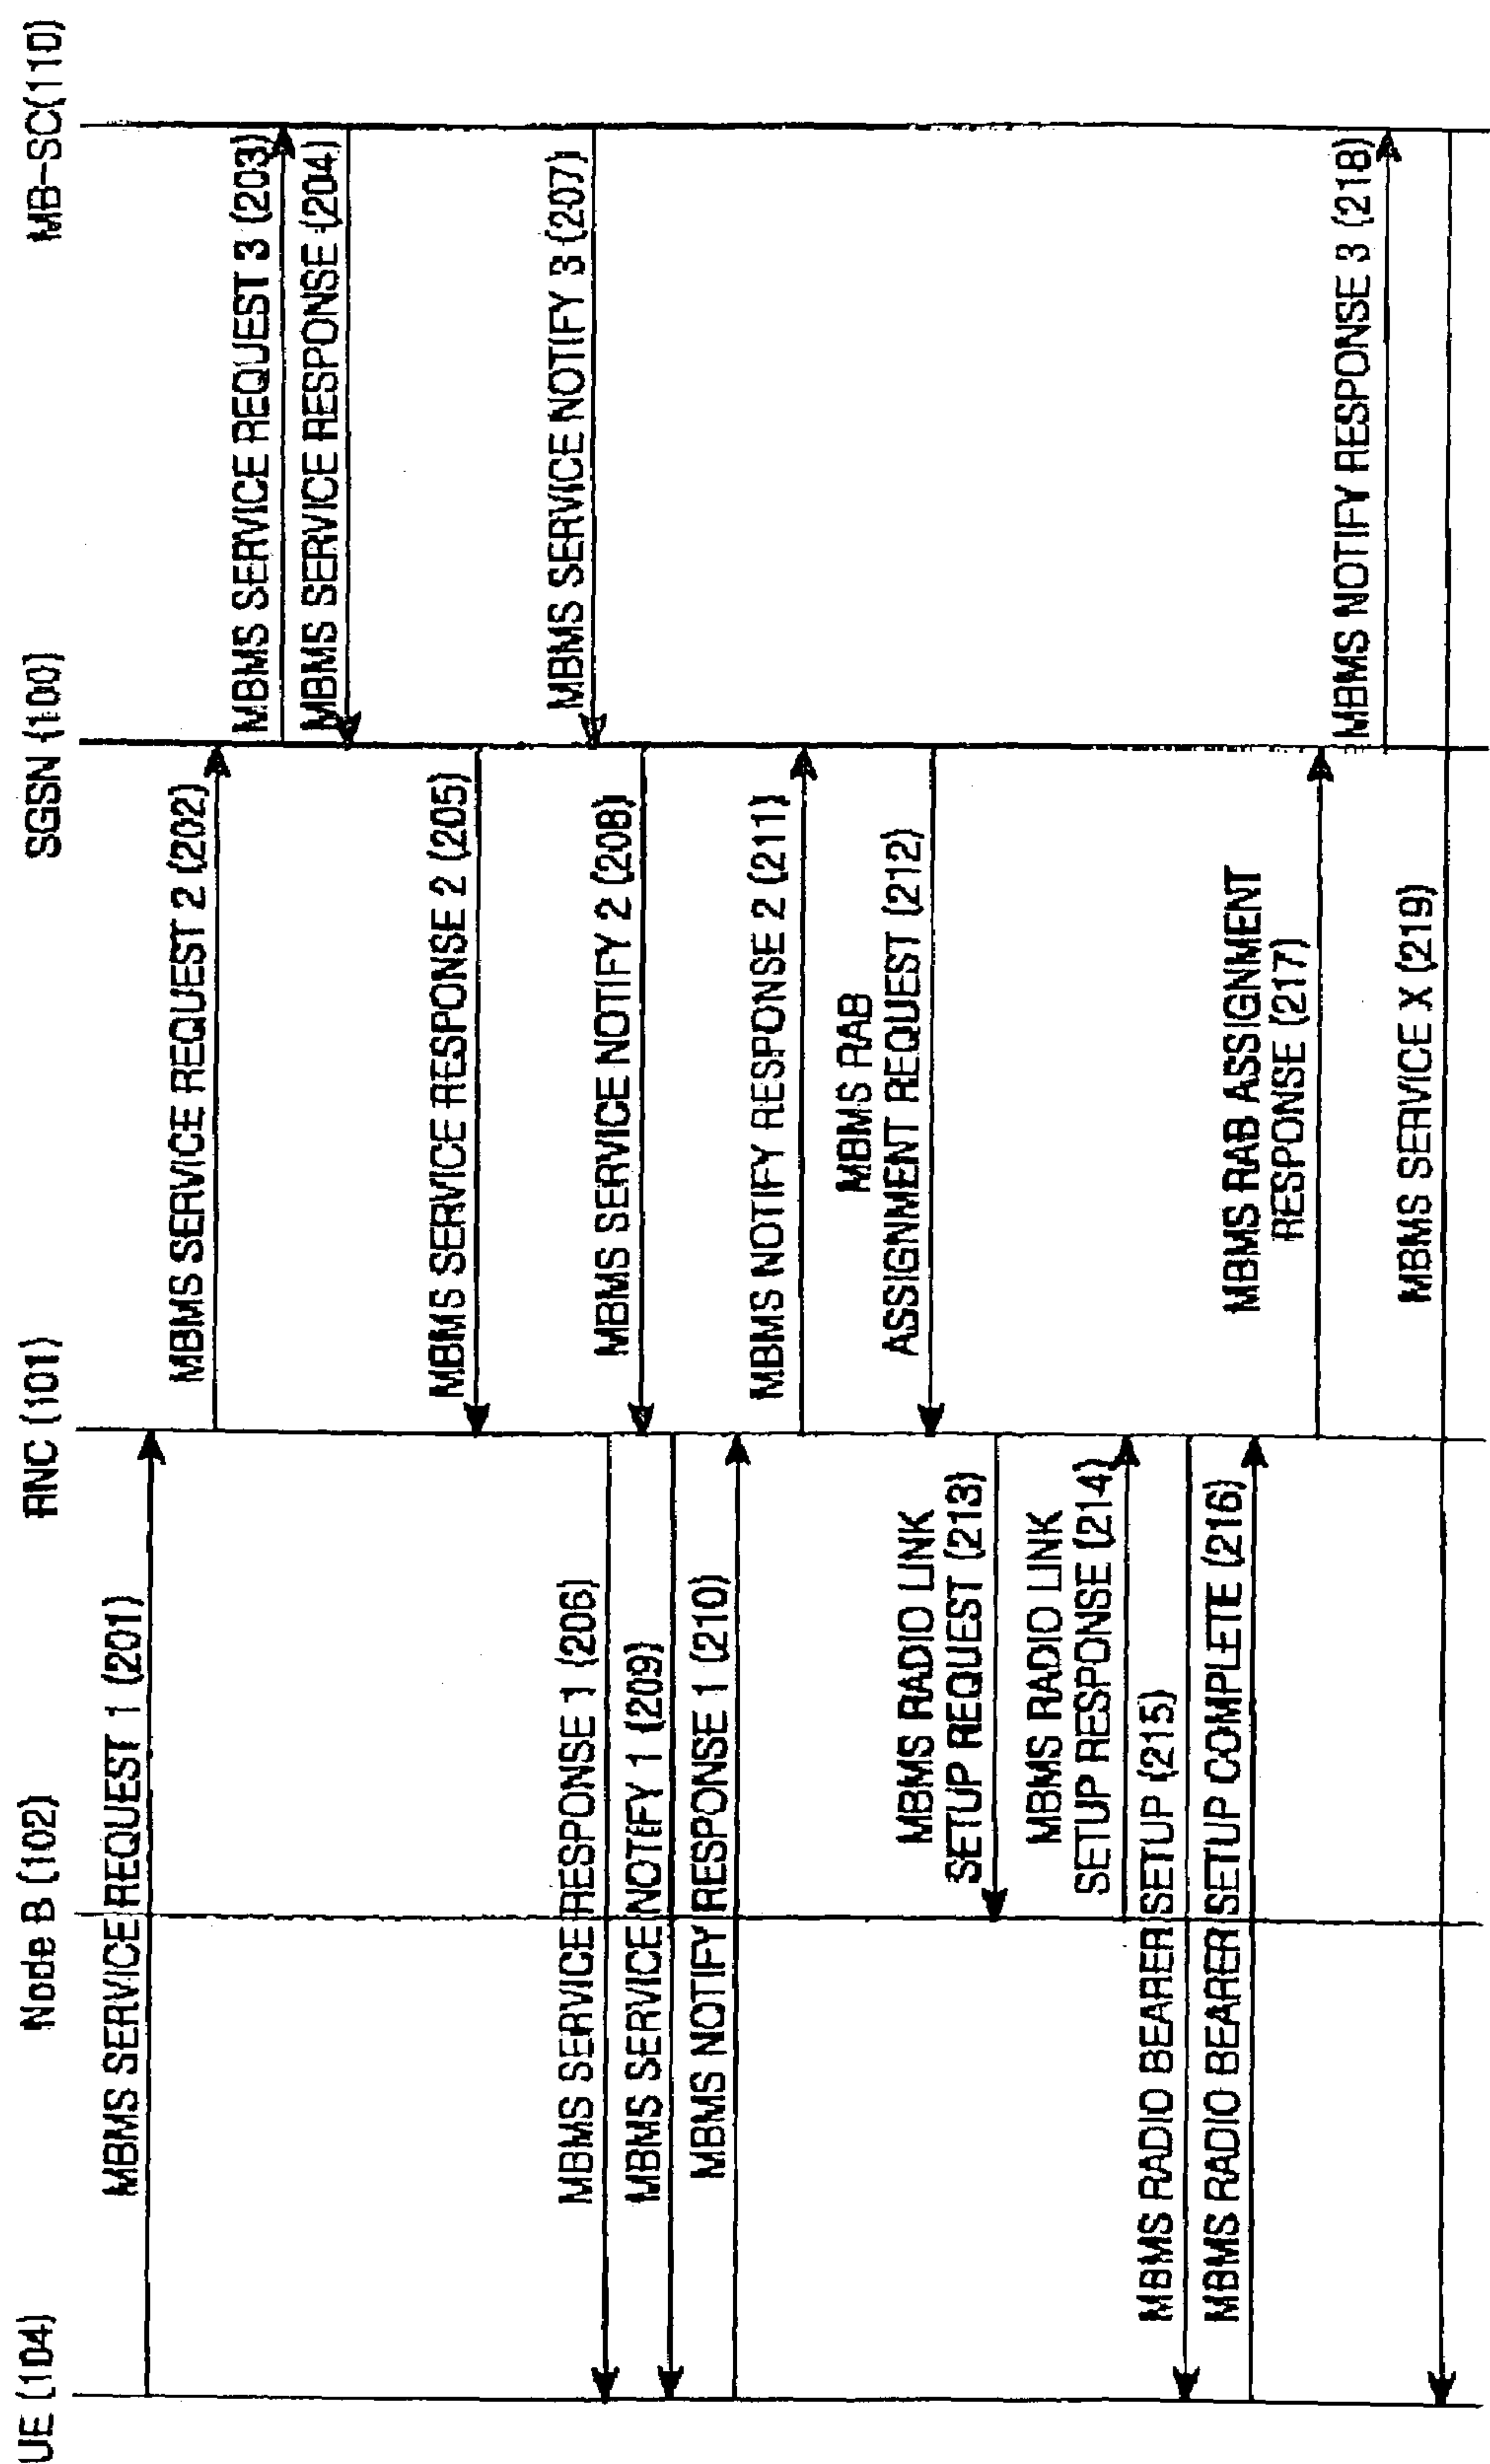 UE (104)
Node B (102)
RNC (101)
SGSN (100)
MB-SC(110)
MBMS SERVICE REQUEST 1 (201)
MBMS SERVICE REQUEST 2 (202)
MBMS SERVICE REQUEST 3 (203)
MBMS SERVICE RESPONSE (204)
MBMS SERVICE RESPONSE 2 (205)
MBMS SERVICE RESPONSE 1 (206)
MBMS SERVICE NOTIFY 3 (207)
MBMS SERVICE NOTIFY 2 (208)
MBMS SERVICE NOTIFY 1 (209)
MBMS NOTIFY RESPONSE 1 (210)
MBMS NOTIFY RESPONSE 2 (211)
MBMS RAB
ASSIGNMENT REQUEST (212)
MBMS RADIO LINK
SETUP REQUEST (213)
MBMS RADIO LINK
SETUP RESPONSE (214)
MBMS RADIO BEARER SETUP (215)
MBMS RADIO BEARER SETUP COMPLETE (216)
MBMS RAB ASSIGNMENT
RESPONSE (217)
MBMS NOTIFY RESPONSE 3 (218)
MBMS SERVICE X (219)